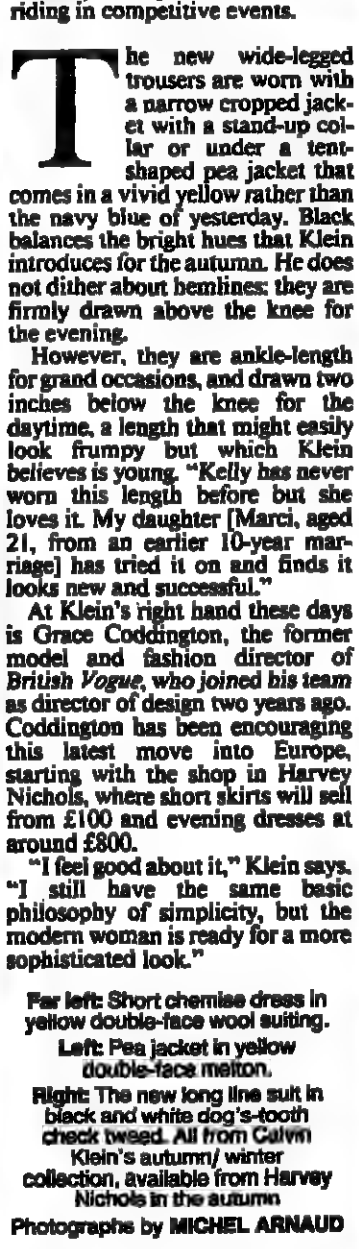 riding in competitive events.
The new wide-legged
trousers are worn with
a narrow cropped jack-
et with a stand-up col-
lar or under a tent-
shaped pea jacket that
comes in a vivid yellow rather than
the navy blue of yesterday. Black
balances the bright hues that Klein
introduces for the autumn. He does
not dither about hemlines: they are
firmly drawn above the knee for
the evening.
However, they are ankle-length
for grand occasions, and drawn two
inches below the knee for the
daytime, a length that might easily
look frumpy but which Klein
believes is young. "Kelly has never
worn this length before but she
loves it. My daughter [Marci, aged
21, from an earlier 10-year mar-
riage] has tried it on and finds it
looks new and successful."
At Klein's right hand these days
is Grace Coddington, the former
model and fashion director of
British Vogue, who joined his team
as director of design two years ago.
Coddington has been encouraging
this latest move into Europe,
starting with the shop in Harvey
Nichols, where short skirts will sell
from £100 and evening dresses at
around £800.
"I feel good about it," Klein says.
"I still have the same basic
philosophy of simplicity, but the
modern woman is ready for a more
sophisticated look."
Far left: Short chemise dress in
yellow double-face wool suiting.
Left: Pea jacket in yellow
double-face melton.
Right: The new long line suit in
black and white dog's-tooth
check tweed. All from Calvin
Klein's autumn/ winter
collection, available from Harvey
Nichols in the autumn
Photographs by MICHEL ARNAUD